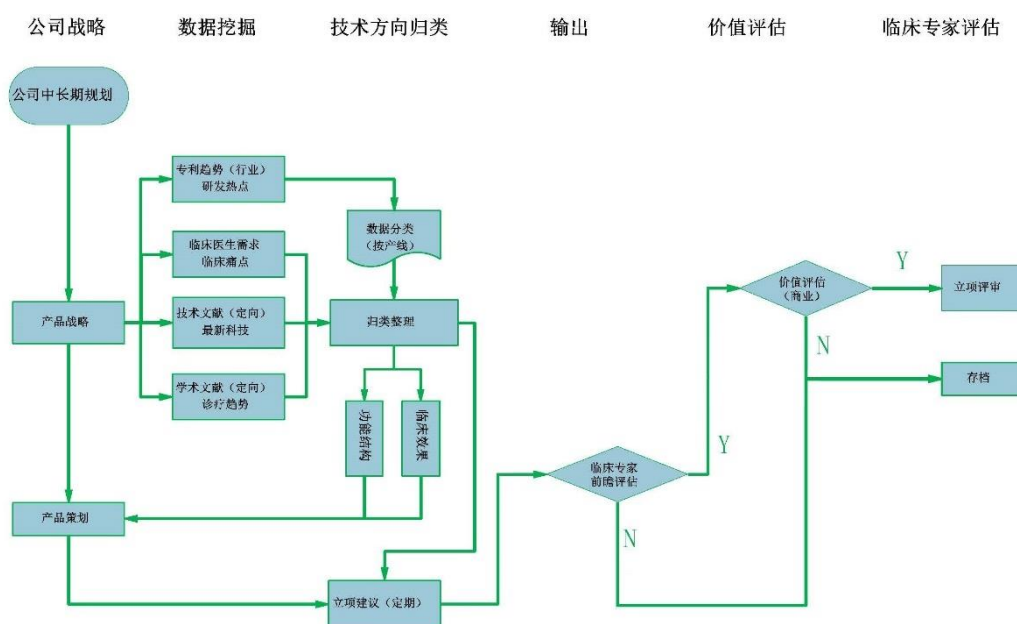 公司战略
数据挖掘
技术方向归类
输出
价值评估
临床专家评估
公司中长期规划
专利趋势（行业）
研发热点
数据分类
（按产线）
临床医生需求
临床痛点
价值评估
（商业）
Y
立项评审
产品战略
技术文献（定向）
最新科技
归类整理
N
存档
学术文献（定向）
诊疗趋势
功能结构
临床效果
Y
临床专家
前瞻评估
产品策划
N
立项建议（定期）